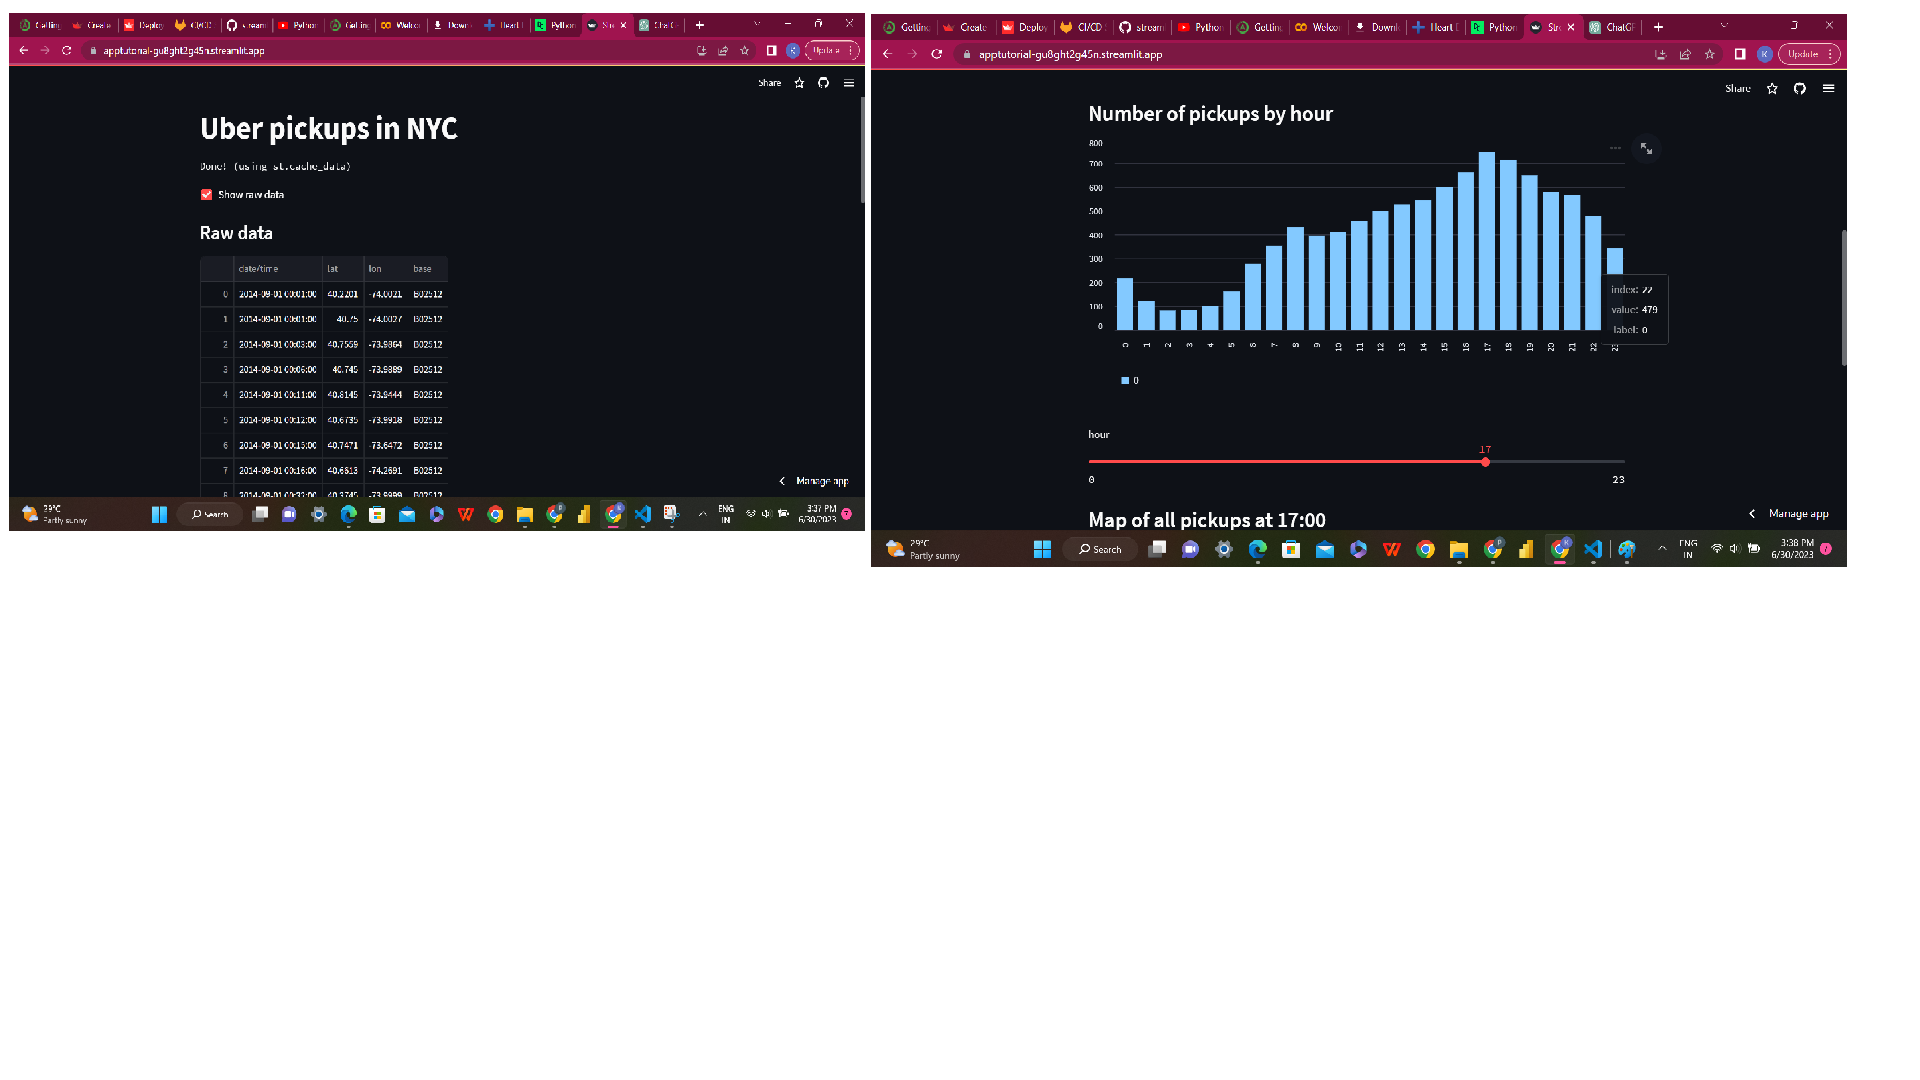 Getting Create Deploy CI/CD stream Python Getting Welcom Downl Heart D Python Str ChatG
apptutorial-gu8ght2g45n.streamlit.app Update
Share
Uber pickups in NYC
Done! (using st.cache_data)
Show raw data
Raw data
date/time lat lon base
0 2014-09-01 00:01:00 40.2201 -74.0021 B02512
1 2014-09-01 00:01:00 40.75 -74.0027 B02512
2 2014-09-01 00:03:00 40.7559 -73.9864 B02512
3 2014-09-01 00:06:00 40.745 -73.9889 B02512
4 2014-09-01 00:11:00 40.8145 -73.9444 B02512
5 2014-09-01 00:12:00 40.6735 -73.9918 B02512
6 2014-09-01 00:15:00 40.7471 -73.6472 B02512
7 2014-09-01 00:16:00 40.6613 -74.2691 B02512
8 2014-09-01 00:32:00 40.3745 -73.9999 B02512
Manage app
29°C
Partly sunny
Search
ENG
IN
3:37 PM
6/30/2023
7
Getting Create Deploy CI/CD stream Python Getting Welcom Downl Heart D Python Stre ChatGP
apptutorial-gu8ght2g45n.streamlit.app Update
Share
Number of pickups by hour
800
700
600
500
400
300
200
100
0
0 1 2 3 4 5 6 7 8 9 10 11 12 13 14 15 16 17 18 19 20 21 22 23
index: 22
value: 479
label: 0
0
hour
17
0 23
Map of all pickups at 17:00
Manage app
29°C
Partly sunny
Search
ENG
IN
3:38 PM
6/30/2023
7